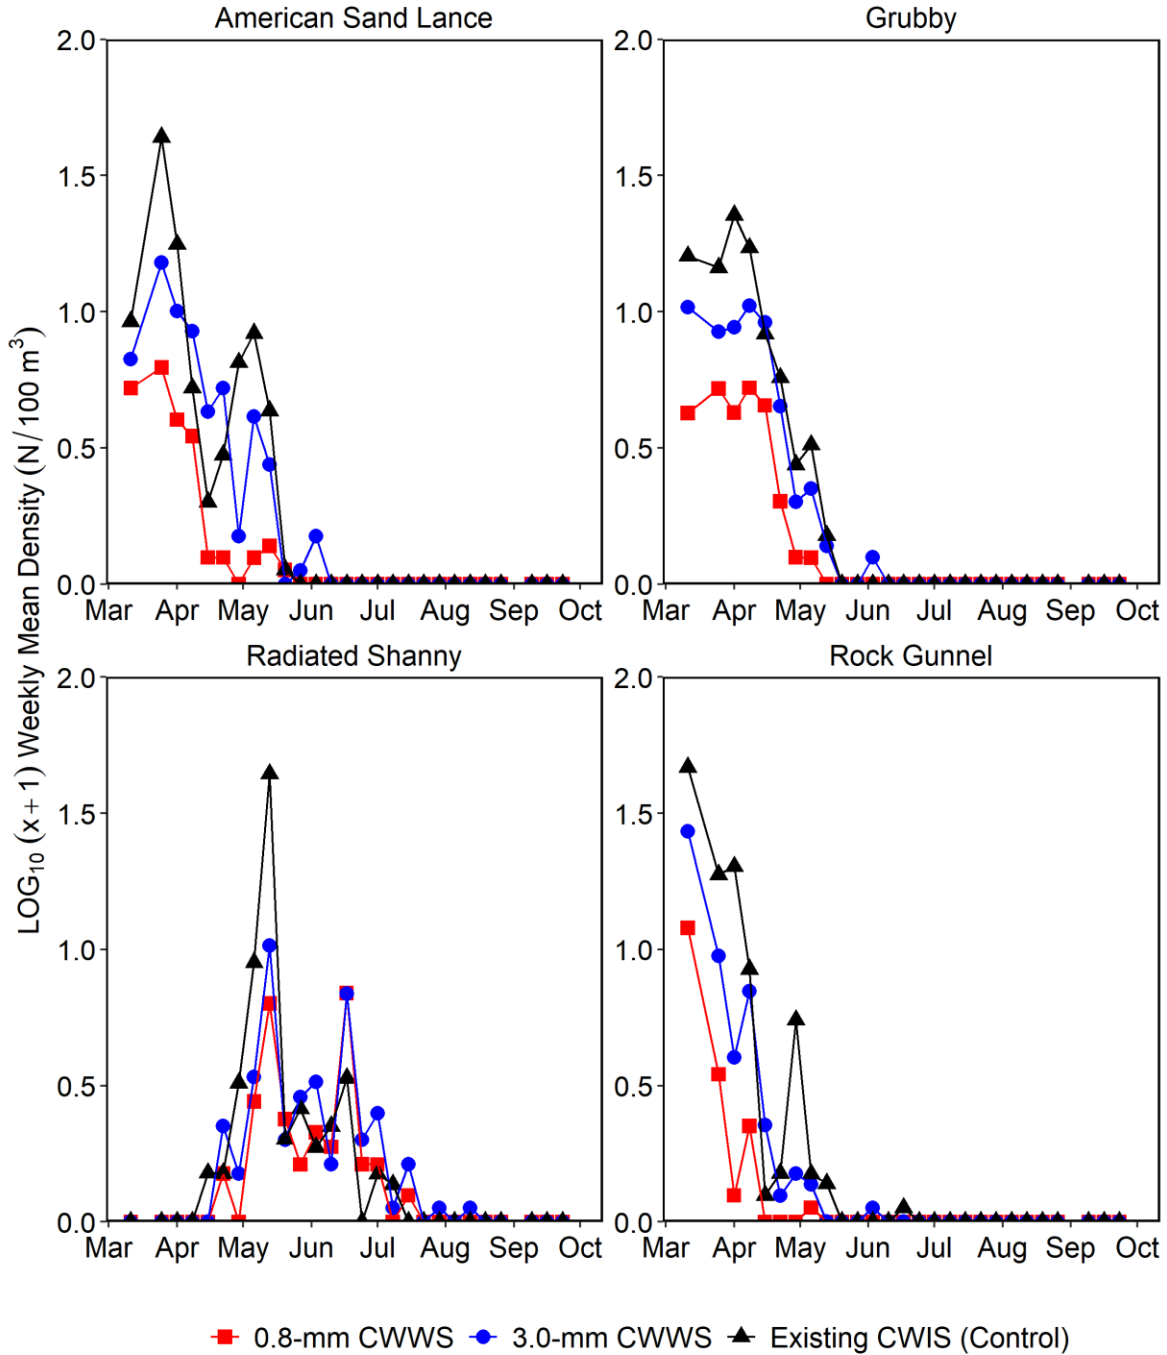 American Sand Lance
Grubby
2.0
1.5
1.0
0.5
0.0
Mar Apr May Jun Jul Aug Sep Oct
2.0
1.5
1.0
0.5
0.0
Mar Apr May Jun Jul Aug Sep Oct
LOG₁₀ (x + 1) Weekly Mean Density (N/100 m³)
Radiated Shanny
Rock Gunnel
2.0
1.5
1.0
0.5
0.0
Mar Apr May Jun Jul Aug Sep Oct
2.0
1.5
1.0
0.5
0.0
Mar Apr May Jun Jul Aug Sep Oct
0.8-mm CWWS 3.0-mm CWWS Existing CWIS (Control)